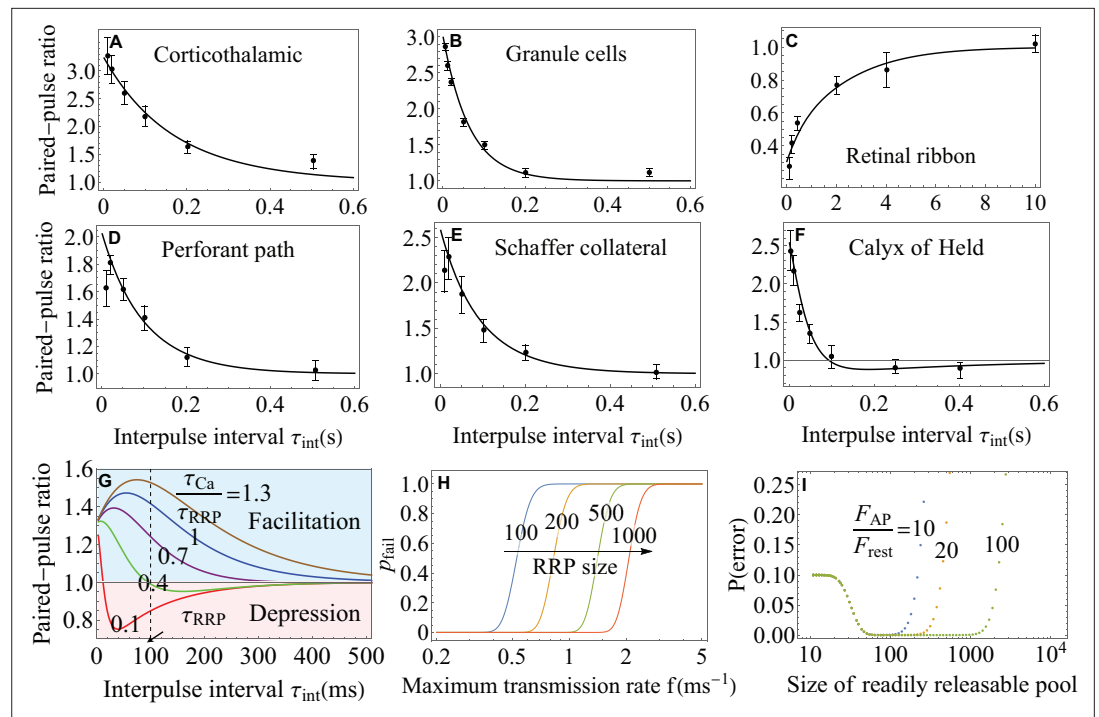 A Corticothalamic
B Granule cells
C
Retinal ribbon
Paired-pulse ratio
3.0
2.5
2.0
1.5
1.0
0 0.2 0.4 0.6
3.0
2.5
2.0
1.5
1.0
0 0.2 0.4 0.6
1.0
0.8
0.6
0.4
0 2 4 6 8 10
D Perforant path
E Schaffer collateral
F Calyx of Held
Paired-pulse ratio
2.0
1.8
1.6
1.4
1.2
1.0
0 0.2 0.4 0.6
Interpulse interval τint(s)
2.5
2.0
1.5
1.0
0 0.2 0.4 0.6
Interpulse interval τint(s)
2.5
2.0
1.5
1.0
0 0.2 0.4 0.6
Interpulse interval τint(s)
G
Paired-pulse ratio
1.6
1.4
1.2
1.0
0.8
τCa
τRRP
=1.3
Facilitation
1
0.7
0.4
0.1
τRRP
Depression
0 100 200 300 400 500
Interpulse interval τint(ms)
H
pfail
1.0
0.8
0.6
0.4
0.2
0.0
100 200 500 1000
RRP size
0.2 0.5 1 2 5
Maximum transmission rate f(ms⁻¹)
I
P(error)
0.25
0.20
0.15
0.10
0.05
0.00
FAP
Frest
=10
20
100
10 100 1000 10⁴
Size of readily releasable pool